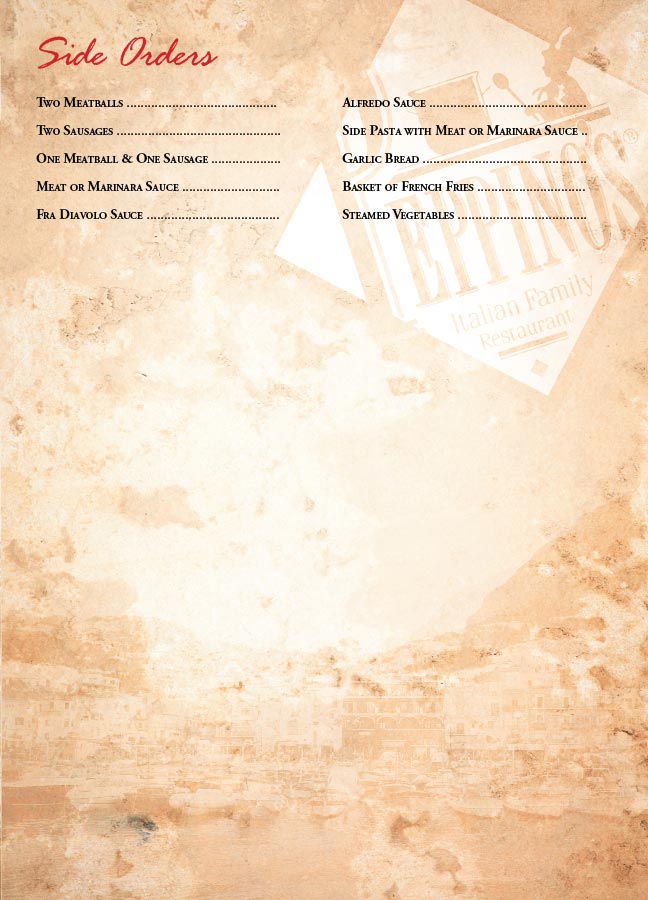 Side Orders
Two Meatballs ...........................................
Two Sausages ...............................................
One Meatball & One Sausage ....................
Meat or Marinara Sauce ............................
Fra Diavolo Sauce ......................................
Alfredo Sauce .............................................
Side Pasta with Meat or Marinara Sauce ..
Garlic Bread ...............................................
Basket of French Fries ...............................
Steamed Vegetables .....................................
EPPING'S®
Italian Family
Restaurant